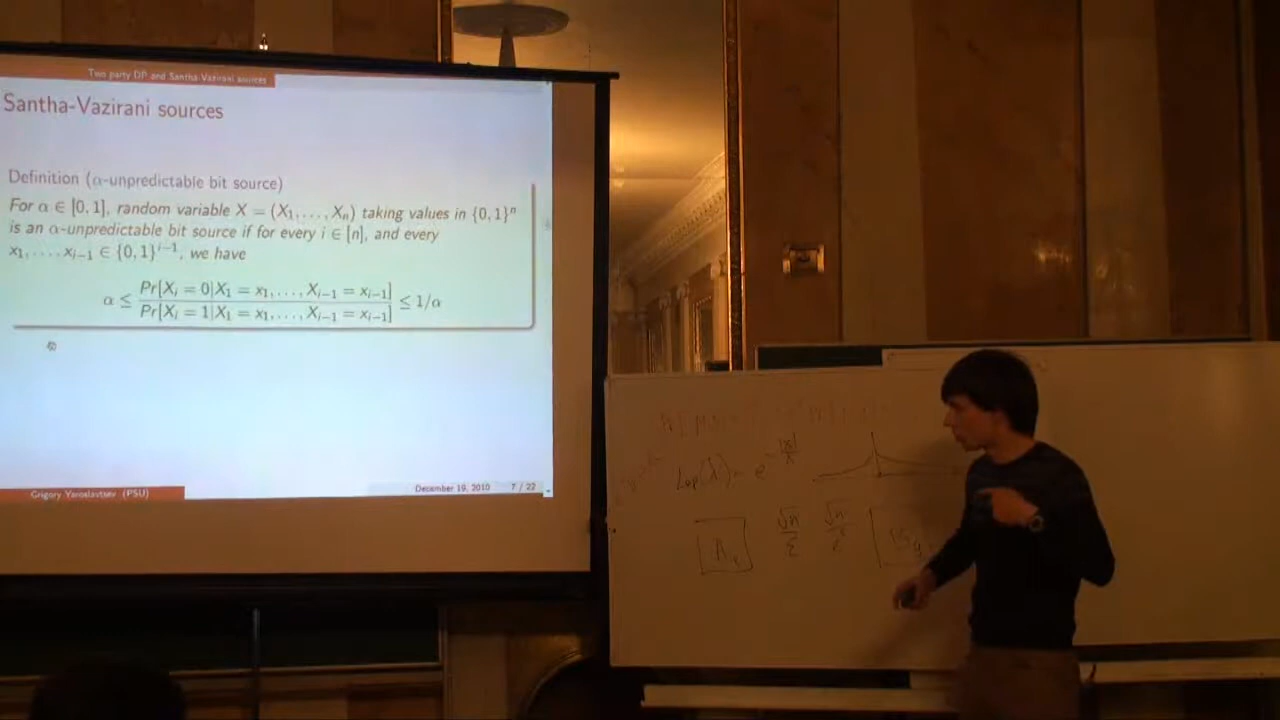 Two party DP and Santha-Vazirani sources
Santha-Vazirani sources
Definition (α-unpredictable bit source)
For α ∈ [0, 1], random variable X = (X₁, . . . , Xₙ) taking values in {0, 1}ⁿ
is an α-unpredictable bit source if for every i ∈ [n], and every
x₁, . . . , xᵢ₋₁ ∈ {0, 1}ⁱ⁻¹, we have
α ≤ Pr[Xᵢ = 0|X₁ = x₁, . . . , Xᵢ₋₁ = xᵢ₋₁] / Pr[Xᵢ = 1|X₁ = x₁, . . . , Xᵢ₋₁ = xᵢ₋₁] ≤ 1/α
Grigory Yaroslavtsev (PSU) December 19, 2010 7 / 22
Lap(λ) ~ e^-|x|/λ
√n/ε √n/ε